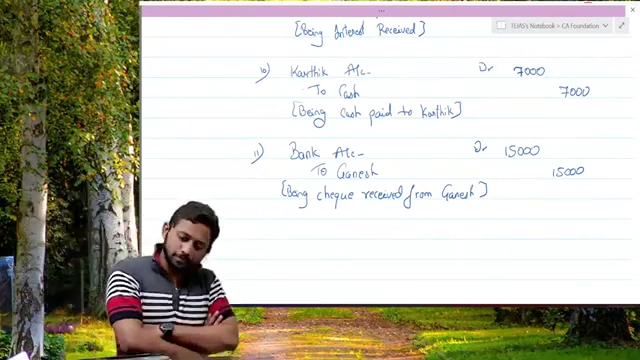 ...
TEJAS's Notebook > CA Foundation
[Being Interest Received]
10) Karthik A/c- Dr 7000
To Cash 7000
[Being cash paid to Karthik]
11) Bank A/c- Dr 15000
To Ganesh 15000
[Being cheque received from Ganesh]